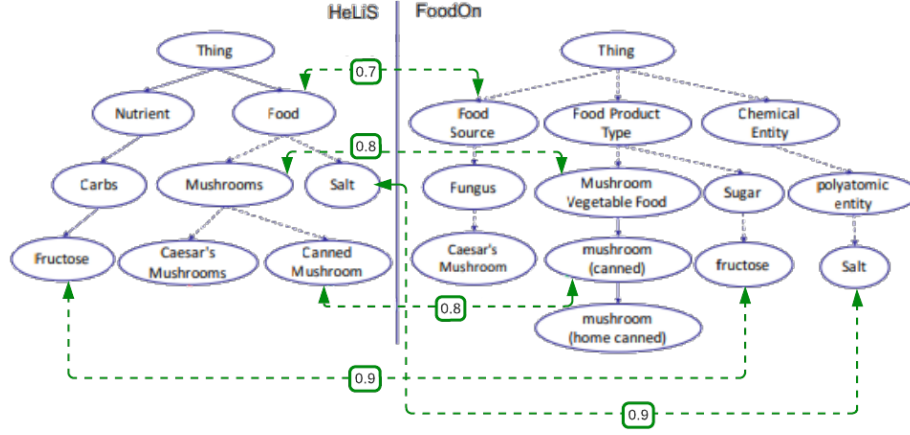 HeLiS
FoodOn
Thing
Thing
0.7
Nutrient
Food
Food
Source
Food Product
Type
Chemical
Entity
0.8
Carbs
Mushrooms
Salt
Fungus
Mushroom
Vegetable Food
Sugar
polyatomic
entity
Fructose
Caesar's
Mushrooms
Canned
Mushroom
Caesar's
Mushroom
mushroom
(canned)
fructose
Salt
0.8
mushroom
(home canned)
0.9
0.9